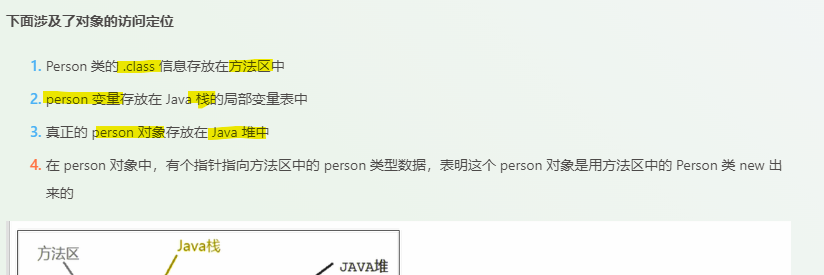 下面涉及了对象的访问定位
1. Person 类的 .class 信息存放在方法区中
2. person 变量存放在 Java 栈的局部变量表中
3. 真正的 person 对象存放在 Java 堆中
4. 在 person 对象中，有个指针指向方法区中的 person 类型数据，表明这个 person 对象是用方法区中的 Person 类 new 出
来的
方法区
Java栈
JAVA堆